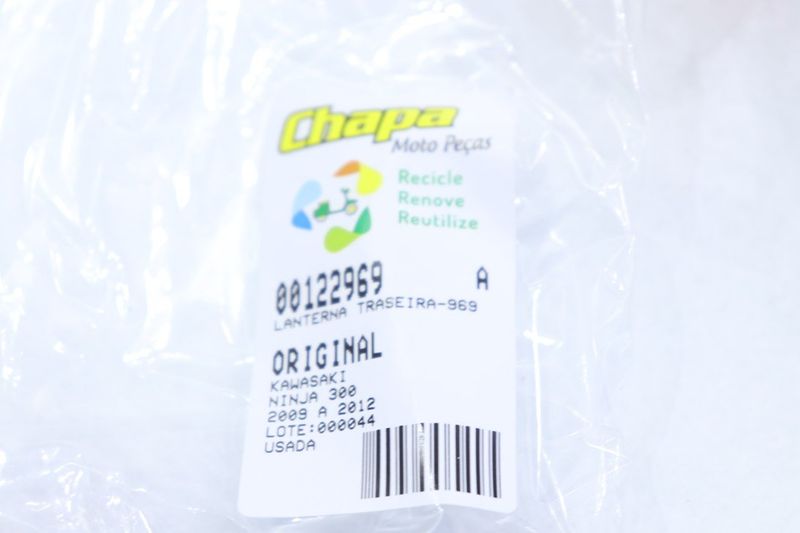 Chapa
Moto Peças
Recicle
Renove
Reutilize
00122969 A
LANTERNA TRASEIRA-969
ORIGINAL
KAWASAKI
NINJA 300
2009 A 2012
LOTE:000044
USADA